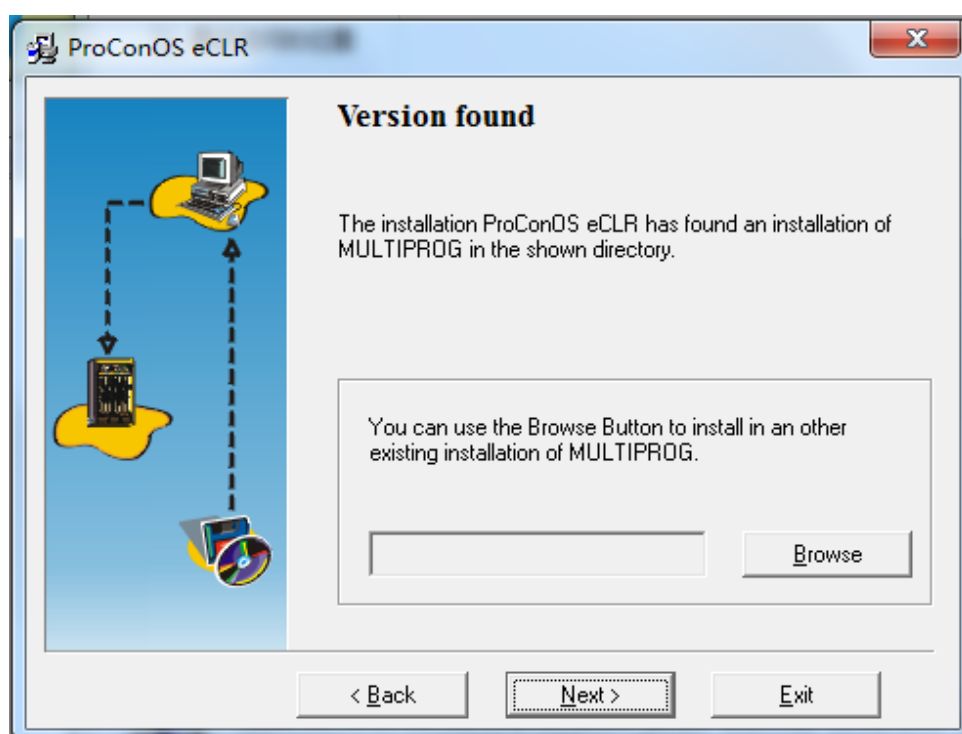 ProConOS eCLR
Version found
The installation ProConOS eCLR has found an installation of
MULTIPROG in the shown directory.
You can use the Browse Button to install in an other
existing installation of MULTIPROG.
Browse
< Back
Next >
Exit